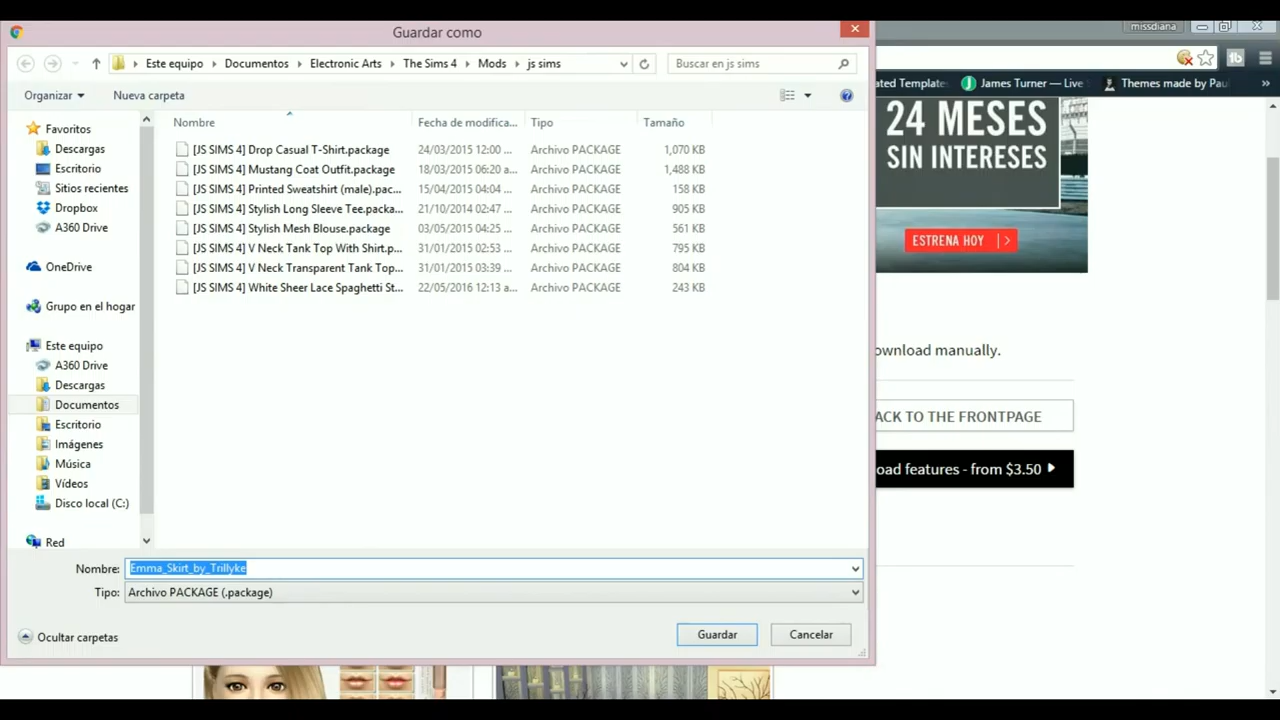 Guardar como
missdiana
Este equipo
Documentos
Electronic Arts
The Sims 4
Mods
js sims
Buscar en js sims
ated Template
James Turner — Live
Themes made by Pau
Organizar
Nueva carpeta
Nombre
Fecha de modifica...
Tipo
Tamaño
[JS SIMS 4] Drop Casual T-Shirt.package 24/03/2015 12:00 ... Archivo PACKAGE 1,070 KB
[JS SIMS 4] Mustang Coat Outfit.package 18/03/2015 06:20 a... Archivo PACKAGE 1,488 KB
[JS SIMS 4] Printed Sweatshirt (male).pac... 15/04/2015 04:04 ... Archivo PACKAGE 158 KB
[JS SIMS 4] Stylish Long Sleeve Tee.packa... 21/10/2014 02:47 ... Archivo PACKAGE 905 KB
[JS SIMS 4] Stylish Mesh Blouse.package 03/05/2015 04:25 ... Archivo PACKAGE 561 KB
[JS SIMS 4] V Neck Tank Top With Shirt.p... 31/01/2015 02:53 ... Archivo PACKAGE 795 KB
[JS SIMS 4] V Neck Transparent Tank Top... 31/01/2015 03:39 ... Archivo PACKAGE 804 KB
[JS SIMS 4] White Sheer Lace Spaghetti St... 22/05/2016 12:13 a... Archivo PACKAGE 243 KB
Favoritos
Descargas
Escritorio
Sitios recientes
Dropbox
A360 Drive
OneDrive
Grupo en el hogar
Este equipo
A360 Drive
Descargas
Documentos
Escritorio
Imágenes
Música
Vídeos
Disco local (C:)
Red
Nombre: Emma_Skirt_by_Trillyke
Tipo: Archivo PACKAGE (.package)
Ocultar carpetas
Guardar
Cancelar
24 MESES
SIN INTERESES
ESTRENA HOY
ownload manually.
ACK TO THE FRONTPAGE
oad features - from $3.50